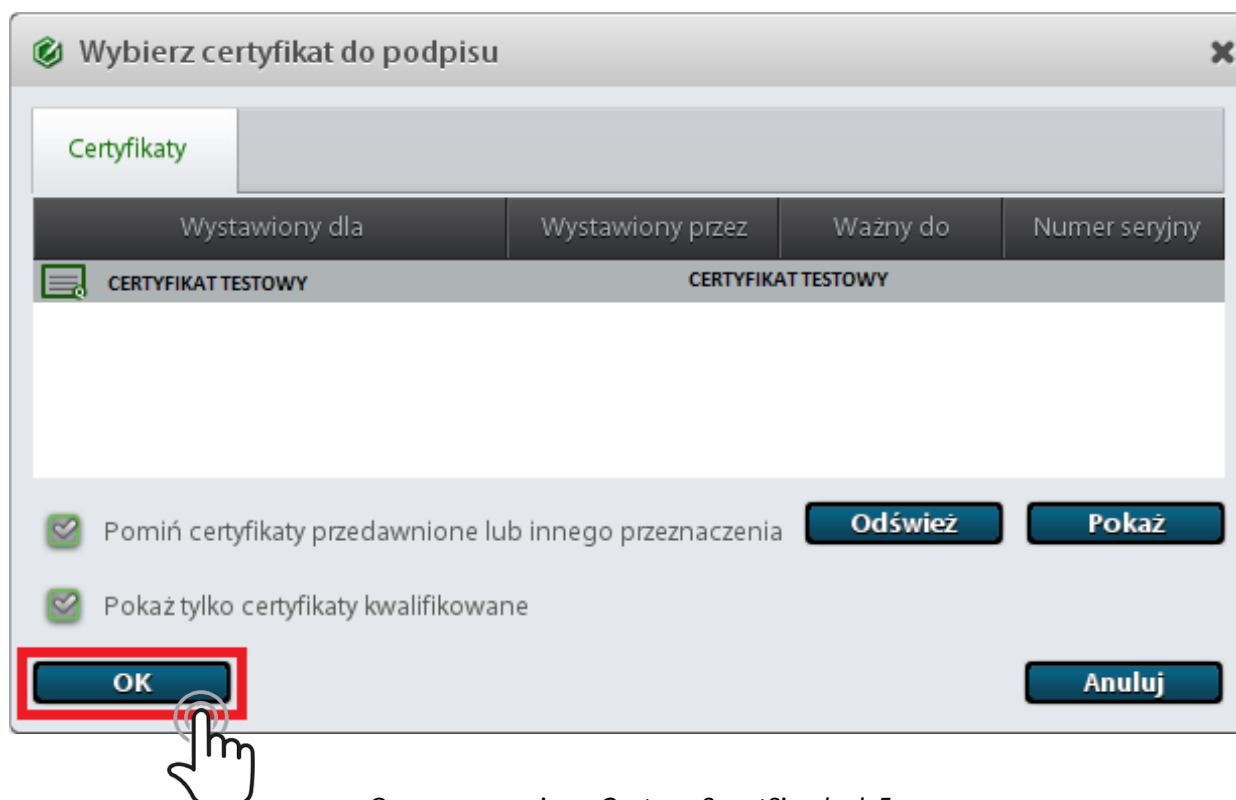 Wybierz certyfikat do podpisu
Certyfikaty
Wystawiony dla Wystawiony przez Ważny do Numer seryjny
CERTYFIKAT TESTOWY CERTYFIKAT TESTOWY
Pomiń certyfikaty przedawnione lub innego przeznaczenia Odśwież Pokaż
Pokaż tylko certyfikaty kwalifikowane
OK Anuluj